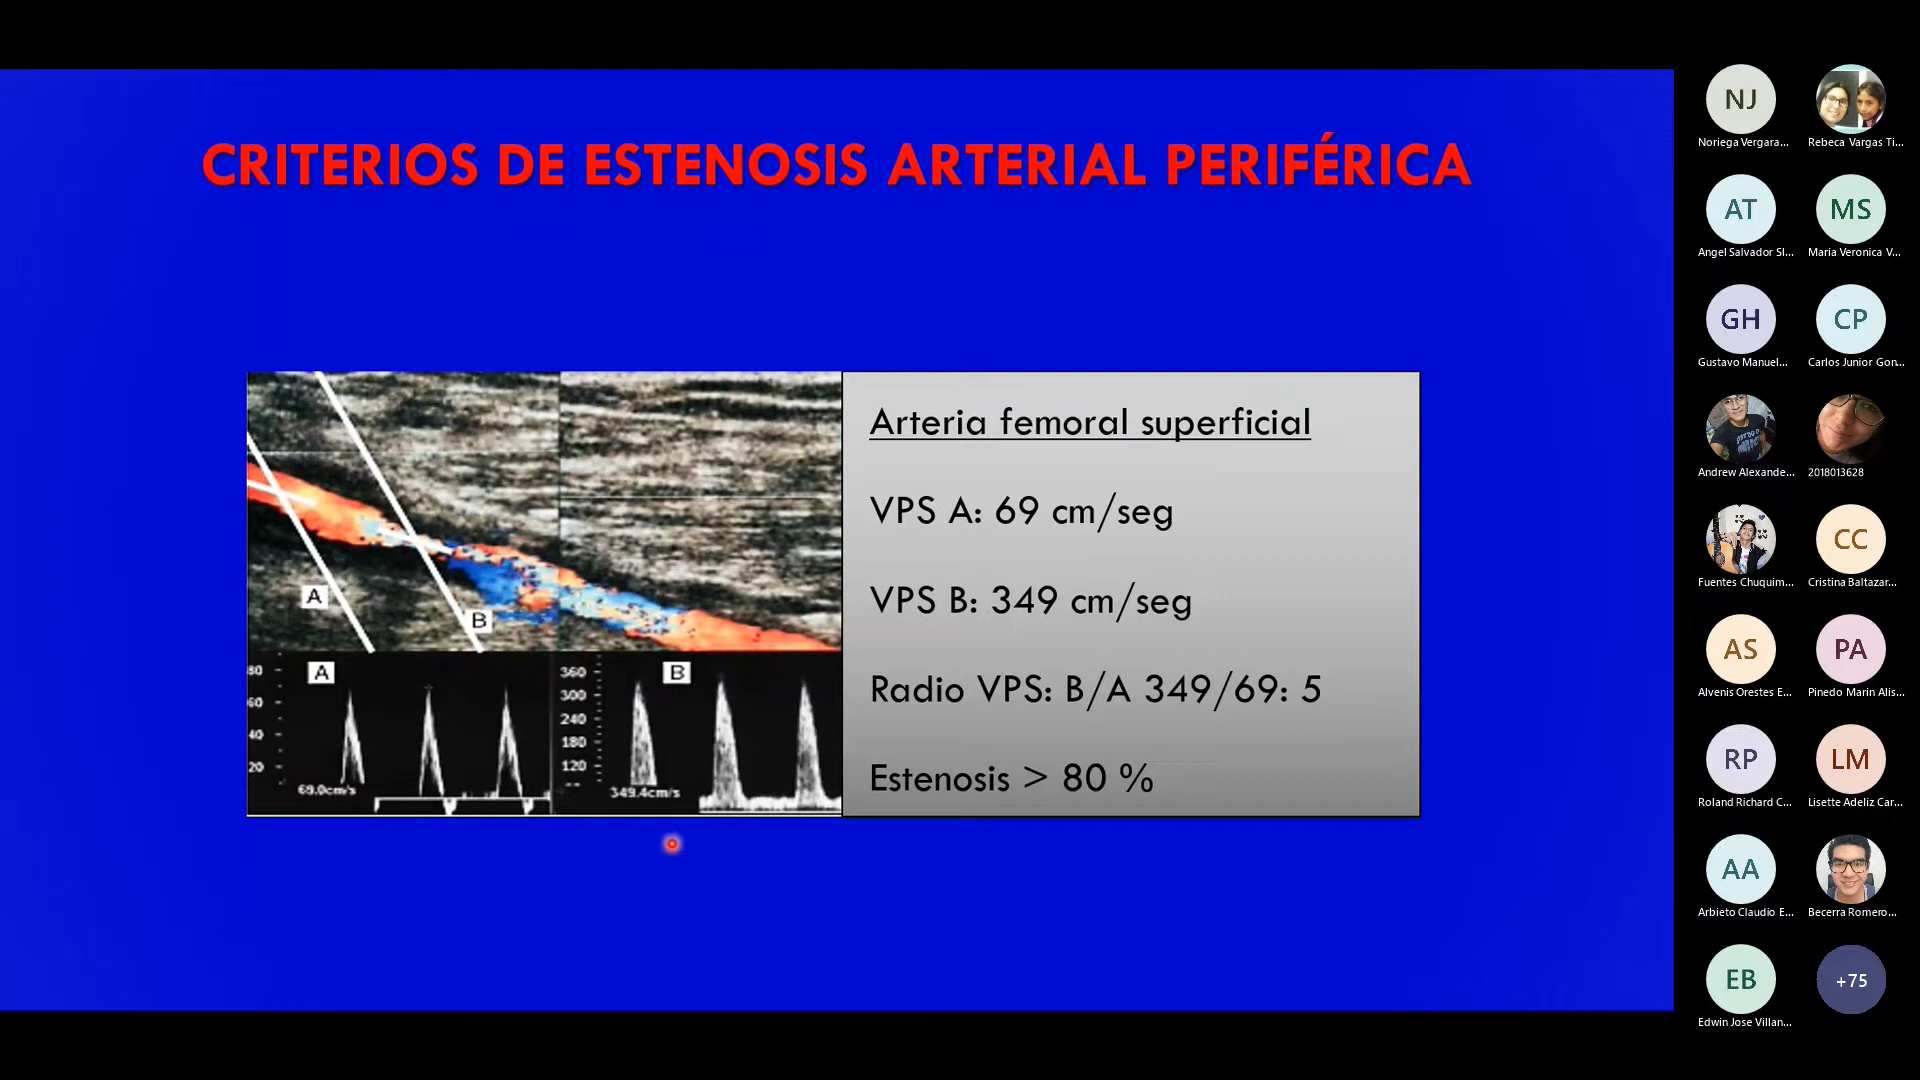 CRITERIOS DE ESTENOSIS ARTERIAL PERIFÉRICA
A
B
A
80
60
40
20
69.0cm/s
B
360
300
240
180
120
349.4cm/s
Arteria femoral superficial
VPS A: 69 cm/seg
VPS B: 349 cm/seg
Radio VPS: B/A 349/69: 5
Estenosis > 80 %
NJ
Noriega Vergara...
Rebeca Vargas Ti...
AT
Angel Salvador Sl...
MS
Maria Veronica V...
GH
Gustavo Manuel...
CP
Carlos Junior Gon...
Andrew Alexande...
2018013628
Fuentes Chuquim...
CC
Cristina Baltazar...
AS
Alvenis Orestes E...
PA
Pinedo Marin Alis...
RP
Roland Richard C...
LM
Lisette Adeliz Car...
AA
Arbieto Claudio E...
Becerra Romero...
EB
Edwin Jose Villan...
+75